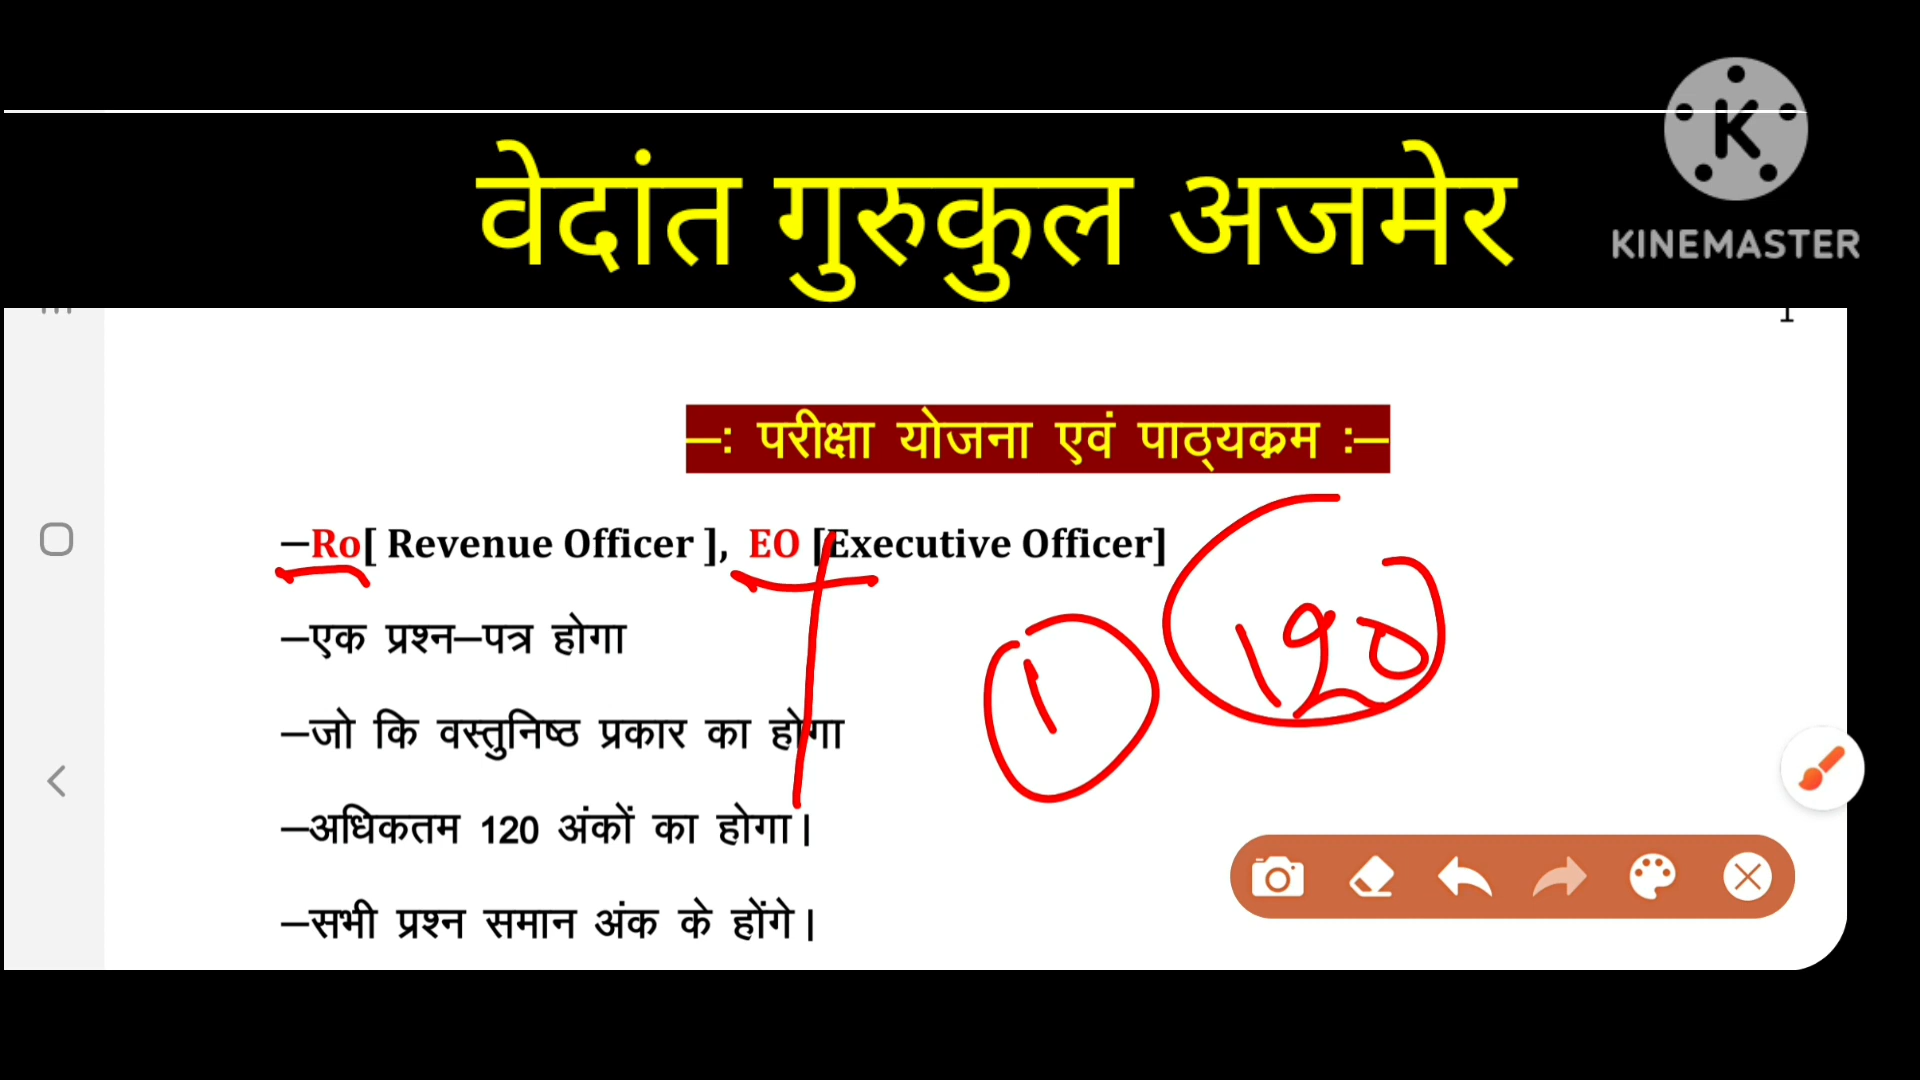 वेदांत गुरुकुल अजमेर
KINEMASTER
1
—: परीक्षा योजना एवं पाठ्यक्रम :—
—Ro[ Revenue Officer ], EO [Executive Officer]
—एक प्रश्न—पत्र होगा
1
120
—जो कि वस्तुनिष्ठ प्रकार का होगा
—अधिकतम 120 अंकों का होगा।
—सभी प्रश्न समान अंक के होंगे।